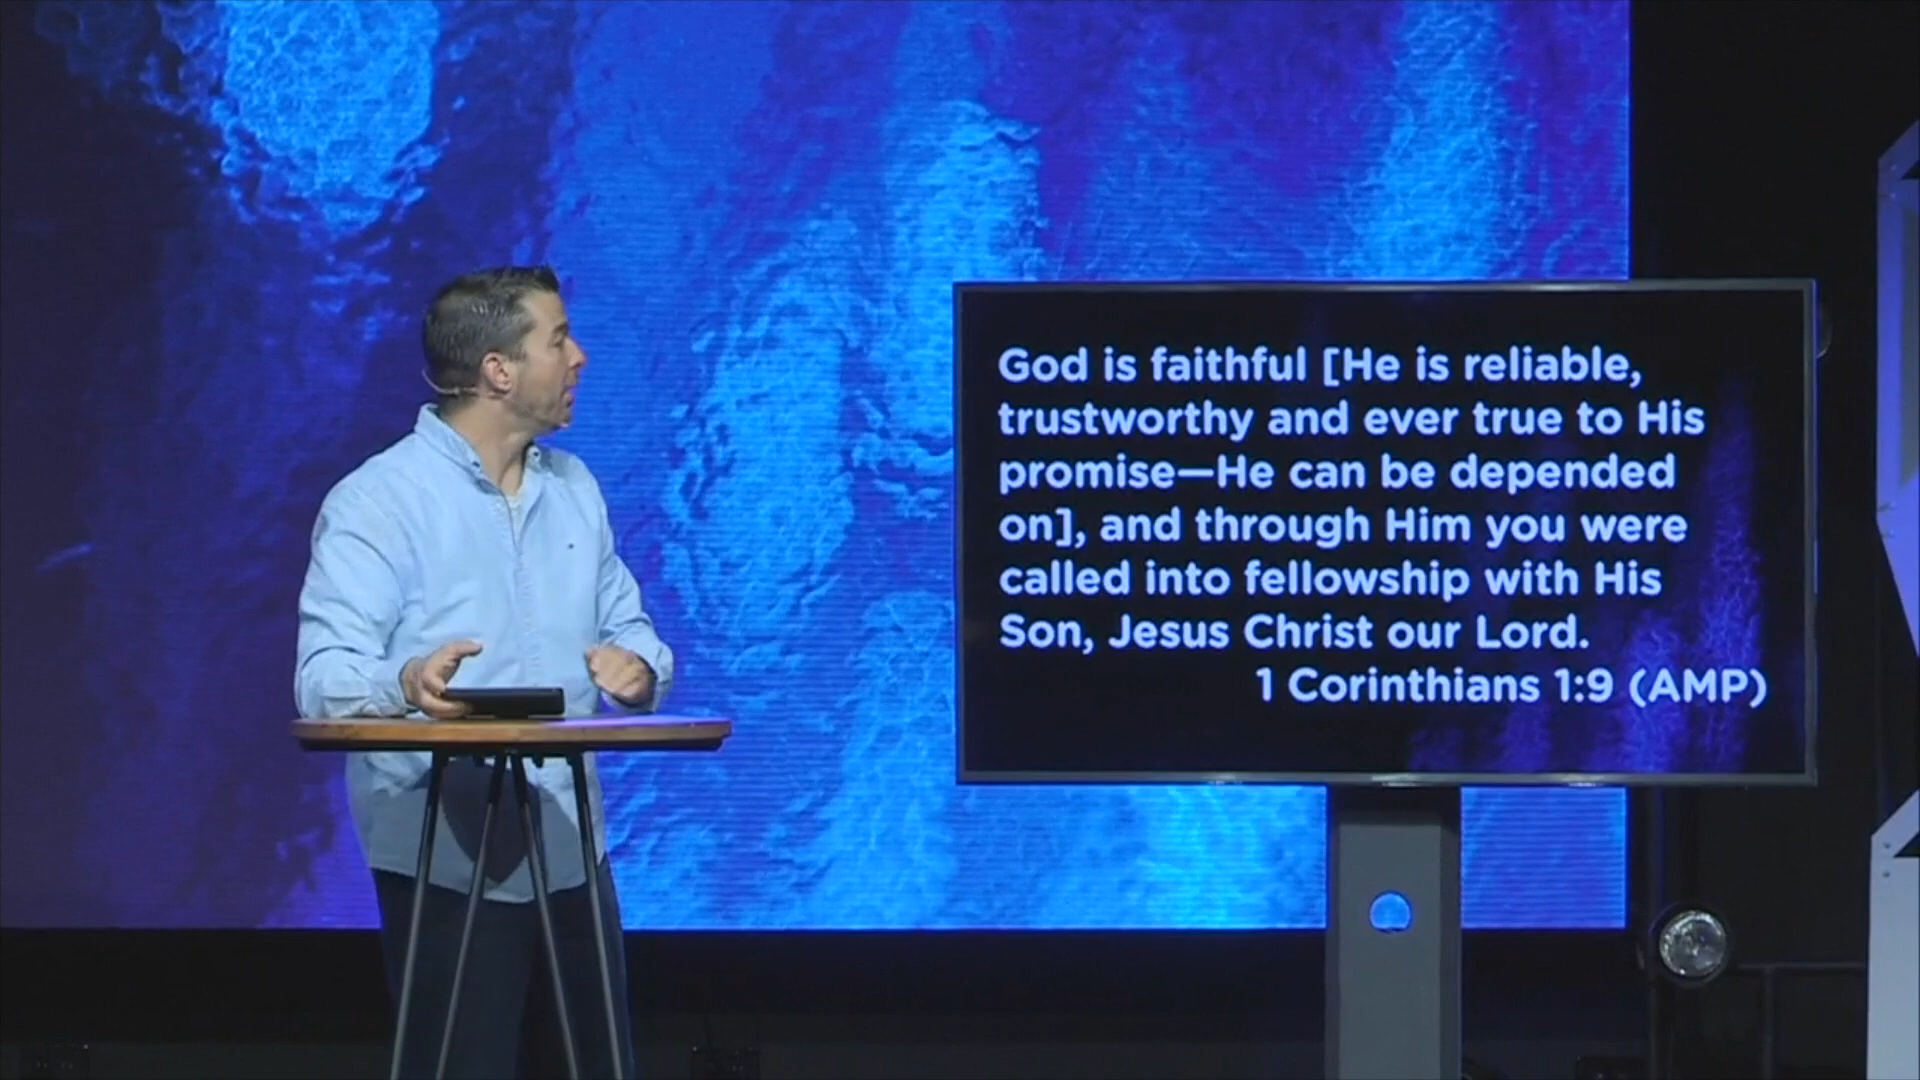 God is faithful [He is reliable,
trustworthy and ever true to His
promise—He can be depended
on], and through Him you were
called into fellowship with His
Son, Jesus Christ our Lord.
1 Corinthians 1:9 (AMP)